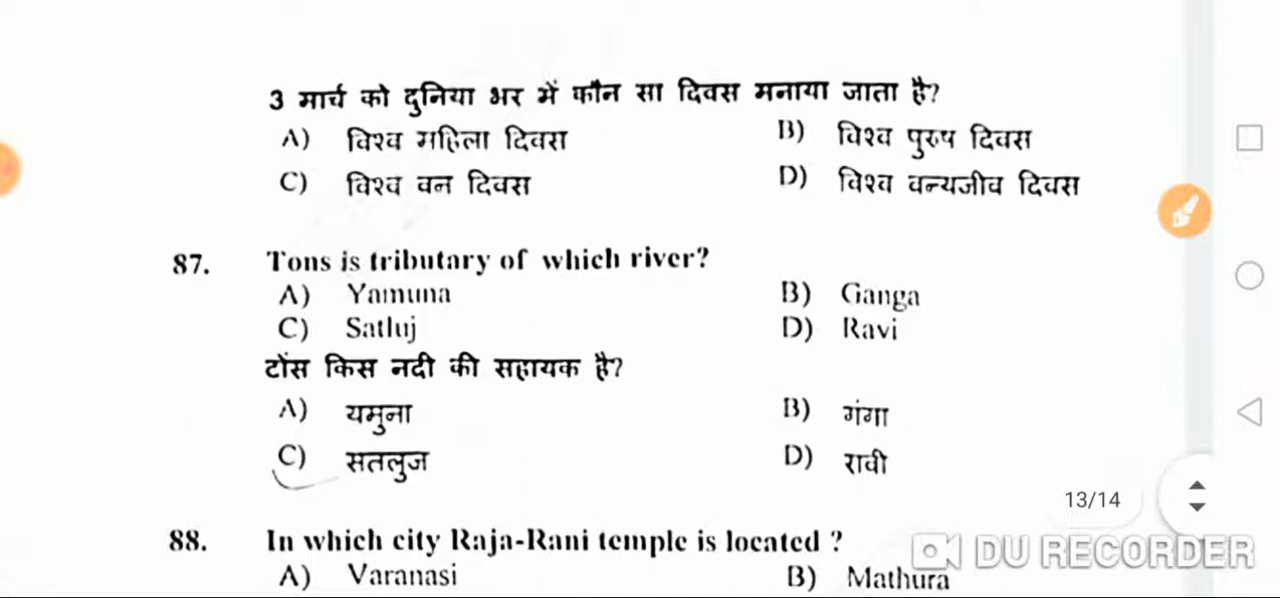 3 मार्च को दुनिया भर में कौन सा दिवस मनाया जाता है?
A) विश्व महिला दिवस B) विश्व पुरुष दिवस
C) विश्व वन दिवस D) विश्व वन्यजीव दिवस
87. Tons is tributary of which river?
A) Yamuna B) Ganga
C) Satluj D) Ravi
टोंस किस नदी की सहायक है?
A) यमुना B) गंगा
C) सतलुज D) रावी
13/14
88. In which city Raja-Rani temple is located ?
DU RECORDER
A) Varanasi B) Mathura